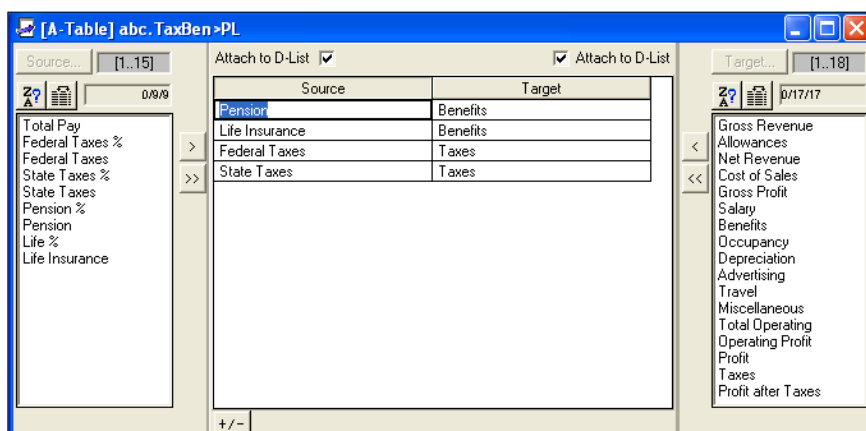 [A-Table] abc.TaxBen>PL
Source... [1..15]
Attach to D-List
Attach to D-List
Target... [1..18]
Z? A
0/9/9
Total Pay
Federal Taxes %
Federal Taxes
State Taxes %
State Taxes
Pension %
Pension
Life %
Life Insurance
>
>>
Source Target
Pension Benefits
Life Insurance Benefits
Federal Taxes Taxes
State Taxes Taxes
+/-
<
<<
Z? A
0/17/17
Gross Revenue
Allowances
Net Revenue
Cost of Sales
Gross Profit
Salary
Benefits
Occupancy
Depreciation
Advertising
Travel
Miscellaneous
Total Operating
Operating Profit
Profit
Taxes
Profit after Taxes